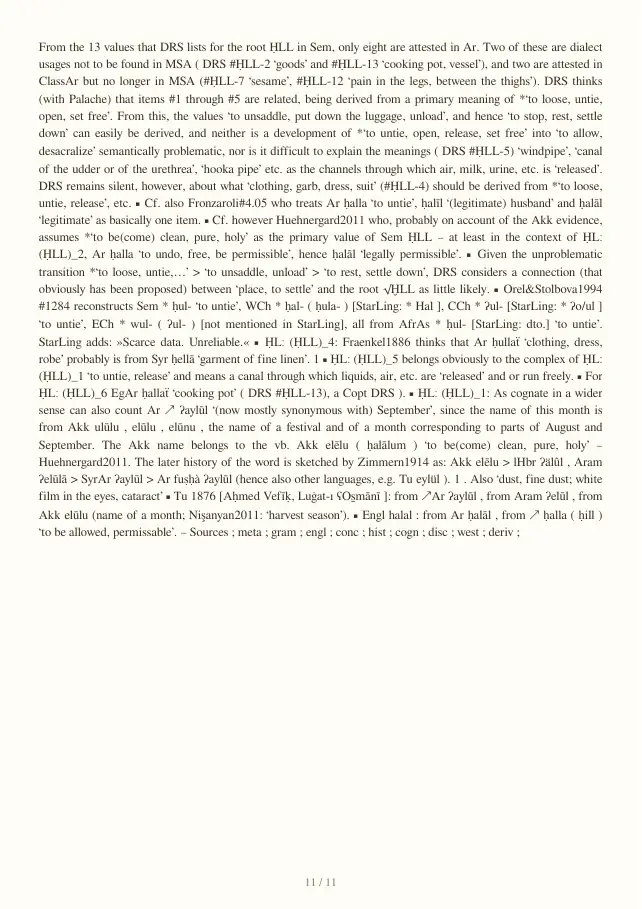 From the 13 values that DRS lists for the root ḤLL in Sem, only eight are attested in Ar. Two of these are dialect
usages not to be found in MSA ( DRS #ḤLL-2 ‘goods’ and #ḤLL-13 ‘cooking pot, vessel’), and two are attested in
ClassAr but no longer in MSA (#ḤLL-7 ‘sesame’, #ḤLL-12 ‘pain in the legs, between the thighs’). DRS thinks
(with Palache) that items #1 through #5 are related, being derived from a primary meaning of *‘to loose, untie,
open, set free’. From this, the values ‘to unsaddle, put down the luggage, unload’, and hence ‘to stop, rest, settle
down’ can easily be derived, and neither is a development of *‘to untie, open, release, set free’ into ‘to allow,
desacralize’ semantically problematic, nor is it difficult to explain the meanings ( DRS #ḤLL-5) ‘windpipe’, ‘canal
of the udder or of the urethra’, ‘hooka pipe’ etc. as the channels through which air, milk, urine, etc. is ‘released’.
DRS remains silent, however, about what ‘clothing, garb, dress, suit’ (#ḤLL-4) should be derived from *‘to loose,
untie, release’, etc. ▪ Cf. also Fronzaroli#4.05 who treats Ar ḥalla ‘to untie’, ḥalīl ‘(legitimate) husband’ and ḥalāl
‘legitimate’ as basically one item. ▪ Cf. however Huehnergard2011 who, probably on account of the Akk evidence,
assumes *‘to be(come) clean, pure, holy’ as the primary value of Sem ḤLL – at least in the context of ḤL:
(ḤLL)_2, Ar ḥalla ‘to undo, free, be permissible’, hence ḥalāl ‘legally permissible’. ▪ Given the unproblematic
transition *‘to loose, untie,…’ > ‘to unsaddle, unload’ > ‘to rest, settle down’, DRS considers a connection (that
obviously has been proposed) between ‘place, to settle’ and the root √ḤLL as little likely. ▪ Orel&Stolbova1994
#1284 reconstructs Sem * ḥul- ‘to untie’, WCh * ḥal- ( ḥula- ) [StarLing: * Hal ], CCh * ʔul- [StarLing: * ʔo/ul ]
‘to untie’, ECh * wul- ( ʔul- ) [not mentioned in StarLing], all from AfrAs * ḥul- [StarLing: dto.] ‘to untie’.
StarLing adds: »Scarce data. Unreliable.« ▪ ḤL: (ḤLL)_4: Fraenkel1886 thinks that Ar ḥullaẗ ‘clothing, dress,
robe’ probably is from Syr ḥellā ‘garment of fine linen’. 1 ▪ ḤL: (ḤLL)_5 belongs obviously to the complex of ḤL:
(ḤLL)_1 ‘to untie, release’ and means a canal through which liquids, air, etc. are ‘released’ and or run freely. ▪ For
ḤL: (ḤLL)_6 EgAr ḥallaẗ ‘cooking pot’ ( DRS #ḤLL-13), a Copt DRS ). ▪ ḤL: (ḤLL)_1: As cognate in a wider
sense can also count Ar ↗ ʔaylūl ‘(now mostly synonymous with) September’, since the name of this month is
from Akk ulūlu , elūlu , elūnu , the name of a festival and of a month corresponding to parts of August and
September. The Akk name belongs to the vb. Akk elēlu ( ḥalālum ) ‘to be(come) clean, pure, holy’ –
Huehnergard2011. The later history of the word is sketched by Zimmern1914 as: Akk elēlu > lHbr ʔälûl , Aram
ʔelūlā > SyrAr ʔaylūl > Ar fuṣḥà ʔaylūl (hence also other languages, e.g. Tu eylül ). 1 . Also ‘dust, fine dust; white
film in the eyes, cataract’ ▪ Tu 1876 [Aḥmed Vefīḳ, Luġat-ı ʕOs̱mānī ]: from ↗Ar ʔaylūl , from Aram ʔelūl , from
Akk elūlu (name of a month; Nişanyan2011: ‘harvest season’). ▪ Engl halal : from Ar ḥalāl , from ↗ ḥalla ( ḥill )
‘to be allowed, permissable’. – Sources ; meta ; gram ; engl ; conc ; hist ; cogn ; disc ; west ; deriv ;
11 / 11